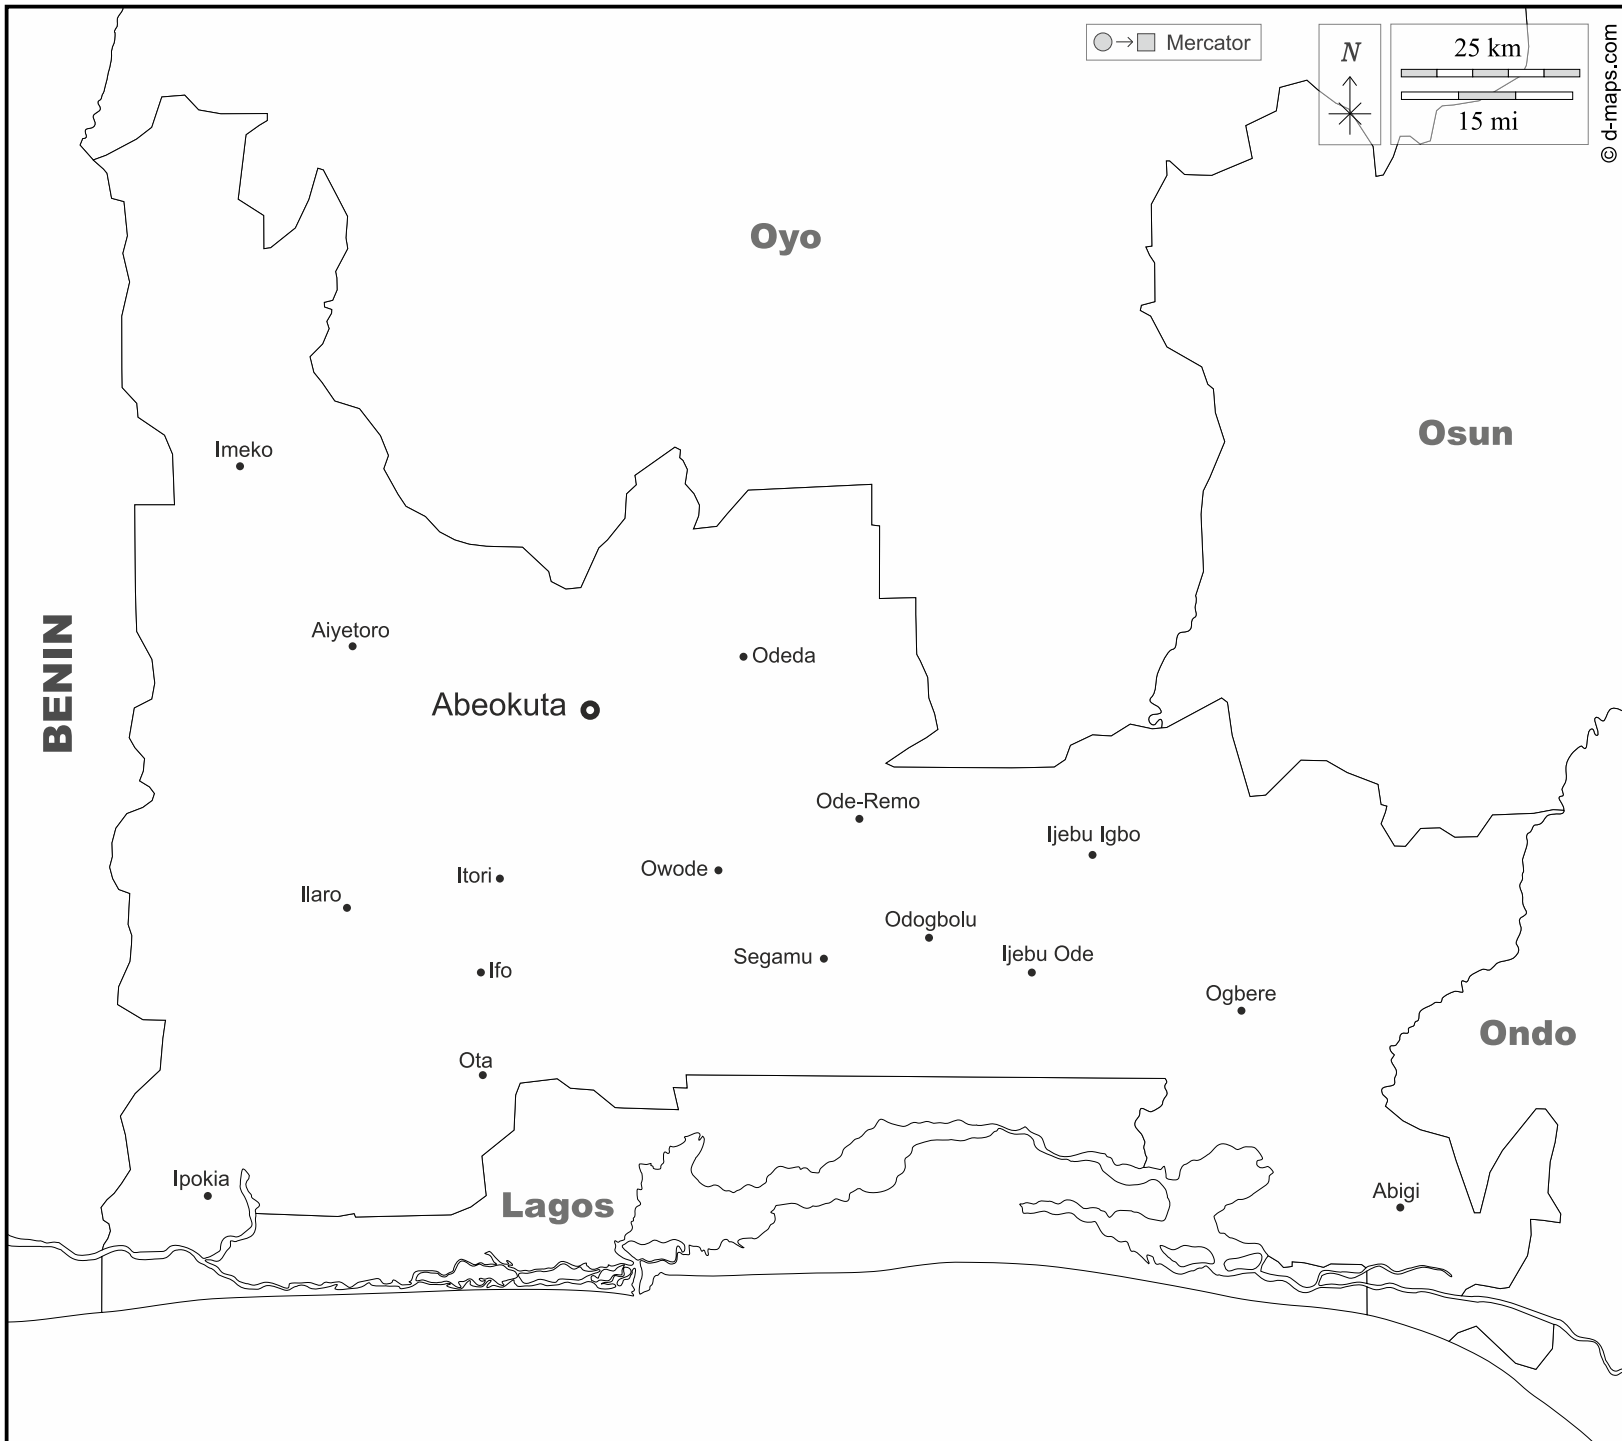 Mercator
N
25 km
15 mi
© d-maps.com
Oyo
Osun
Imeko
BENIN
Aiyetoro
Odeda
Abeokuta
Ode-Remo
Ijebu Igbo
Owode
Itori
Ilaro
Odogbolu
Segamu
Ijebu Ode
Ifo
Ogbere
Ondo
Ota
Ipokia
Abigi
Lagos